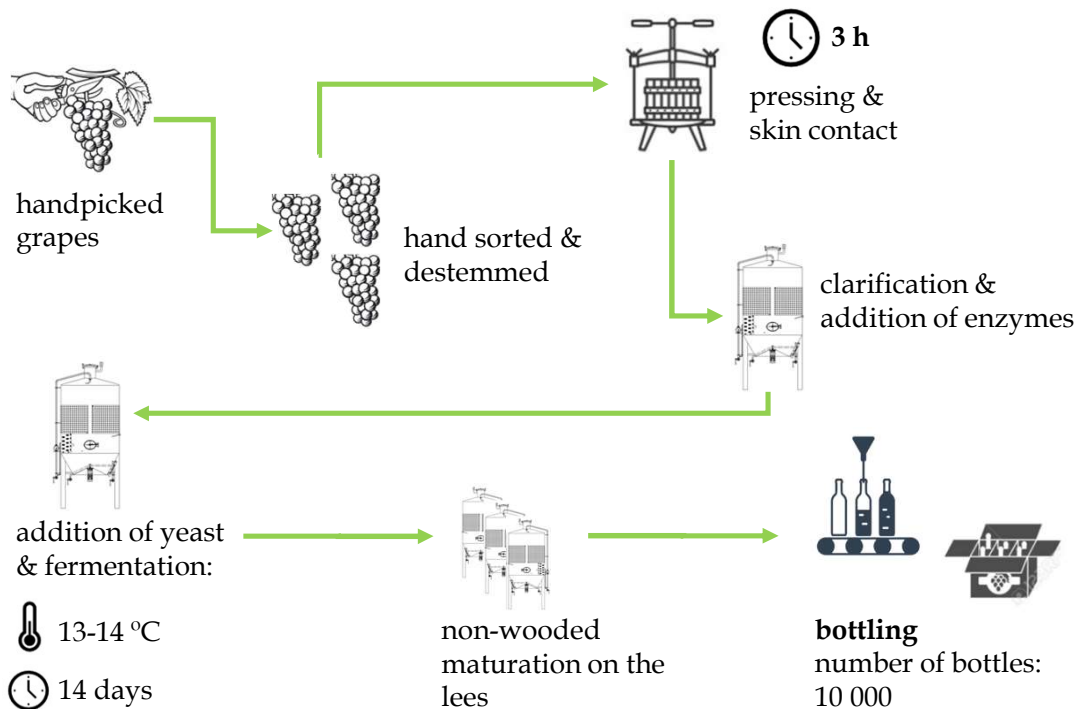 3 h
pressing &
skin contact
handpicked
grapes
hand sorted &
destemmed
clarification &
addition of enzymes
addition of yeast
& fermentation:
13-14 °C
14 days
non-wooded
maturation on the
lees
bottling
number of bottles:
10 000